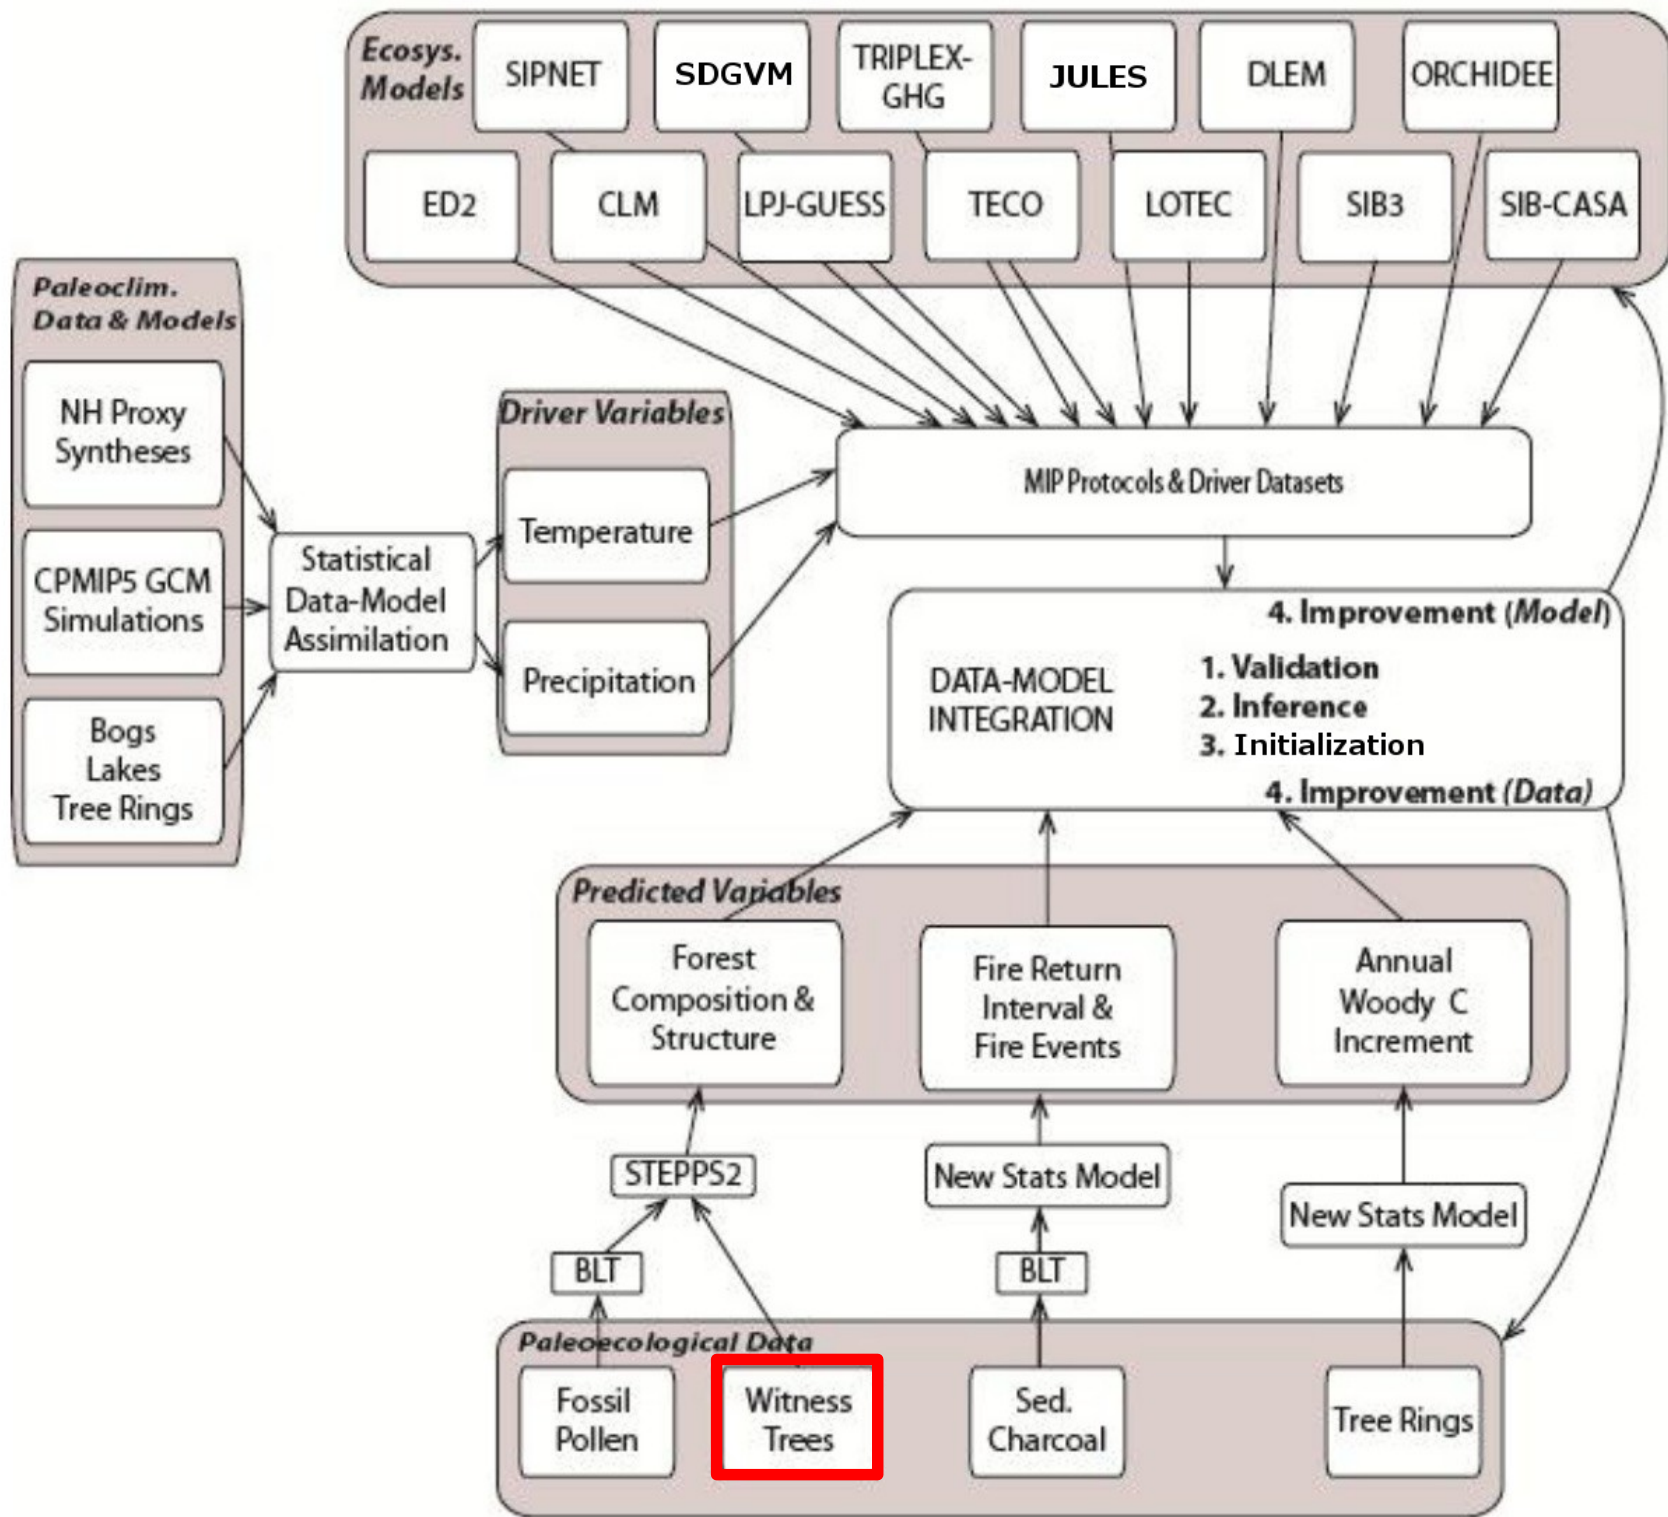 Ecosys.
Models
SIPNET
SDGVM
TRIPLEX-
GHG
JULES
DLEM
ORCHIDEE
ED2
CLM
LPJ-GUESS
TECO
LOTEC
SIB3
SIB-CASA
Paleoclim.
Data & Models
NH Proxy
Syntheses
CPMIP5 GCM
Simulations
Bogs
Lakes
Tree Rings
Statistical
Data-Model
Assimilation
Driver Variables
Temperature
Precipitation
MIP Protocols & Driver Datasets
DATA-MODEL
INTEGRATION
4. Improvement (Model)
1. Validation
2. Inference
3. Initialization
4. Improvement (Data)
Predicted Variables
Forest
Composition &
Structure
Fire Return
Interval &
Fire Events
Annual
Woody C
Increment
STEPPS2
New Stats Model
New Stats Model
BLT
BLT
Paleoecological Data
Fossil
Pollen
Witness
Trees
Sed.
Charcoal
Tree Rings